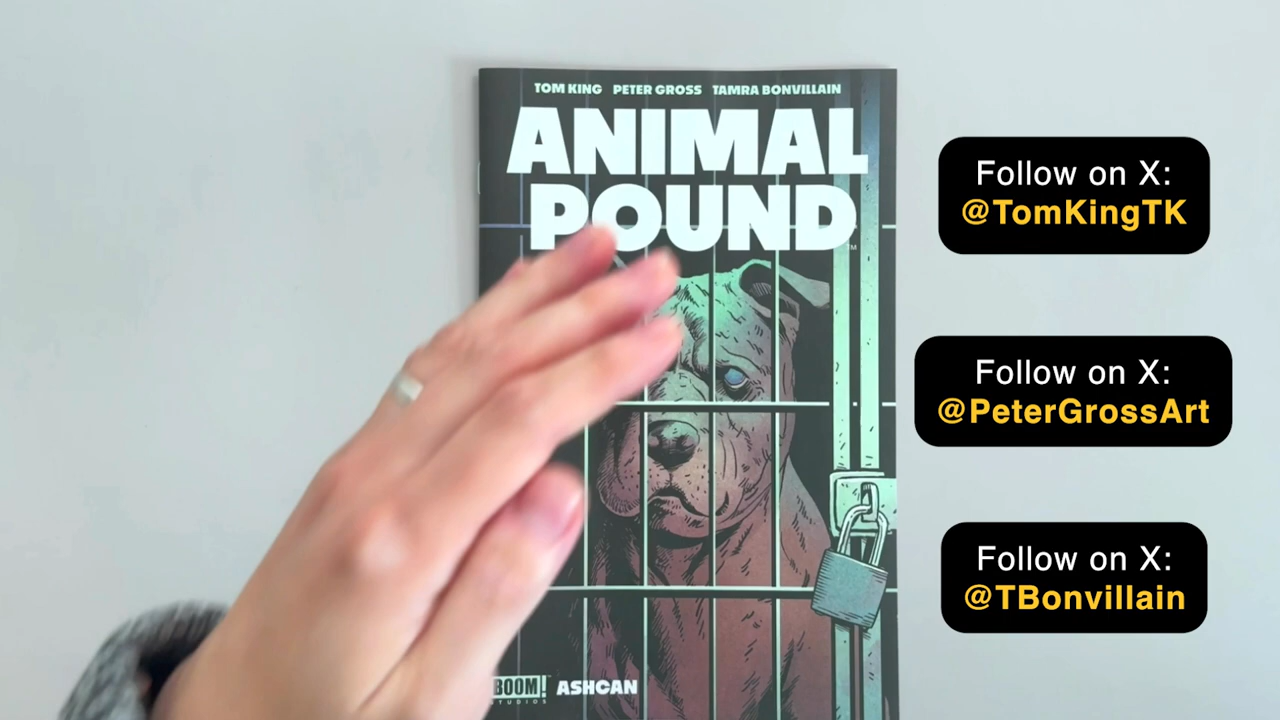 TOM KING PETER GROSS TAMRA BONVILLAIN
ANIMAL
POUND
BOOM!
STUDIOS
ASHCAN
Follow on X:
@TomKingTK
Follow on X:
@PeterGrossArt
Follow on X:
@TBonvillain